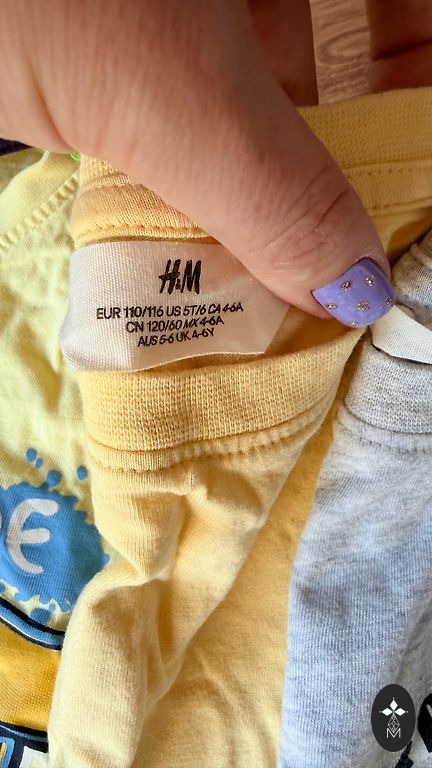 H&M
EUR 110/116 US 5T/6 CA 4-6A
CN 120/60 MX 4-6A
AUS 5-6 UK 4-6Y
PE
M